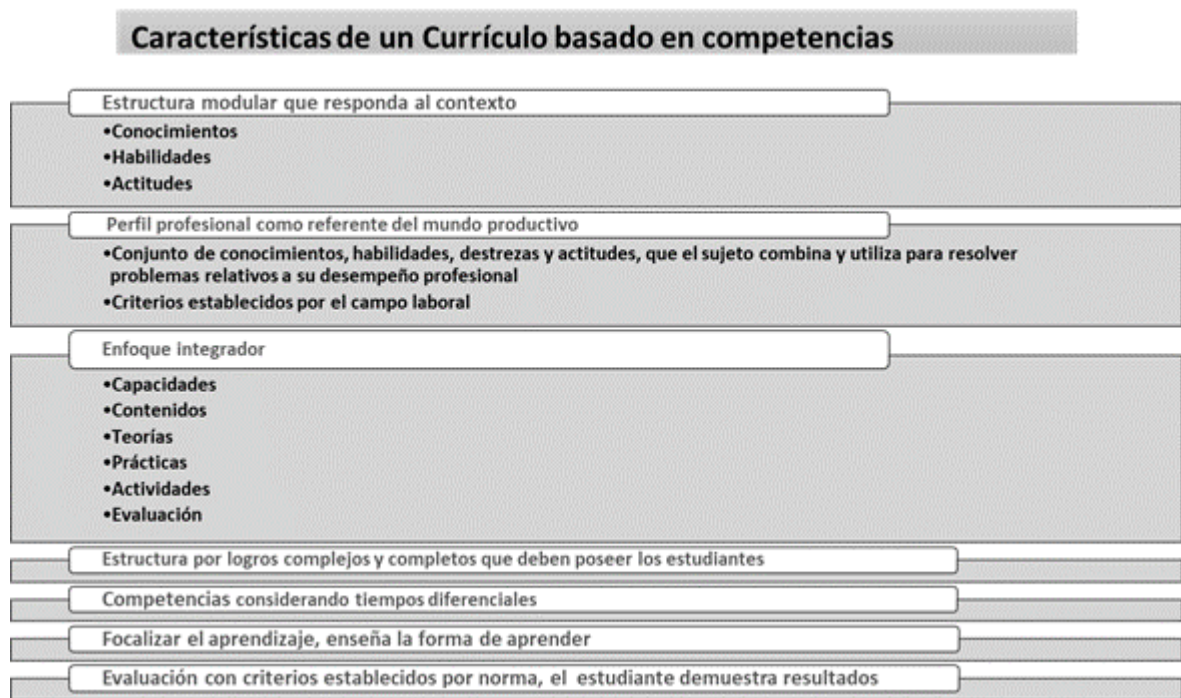 Características de un Currículo basado en competencias
Estructura modular que responda al contexto
•Conocimientos
•Habilidades
•Actitudes
Perfil profesional como referente del mundo productivo
•Conjunto de conocimientos, habilidades, destrezas y actitudes, que el sujeto combina y utiliza para resolver
problemas relativos a su desempeño profesional
•Criterios establecidos por el campo laboral
Enfoque integrador
•Capacidades
•Contenidos
•Teorías
•Prácticas
•Actividades
•Evaluación
Estructura por logros complejos y completos que deben poseer los estudiantes
Competencias considerando tiempos diferenciales
Focalizar el aprendizaje, enseña la forma de aprender
Evaluación con criterios establecidos por norma, el estudiante demuestra resultados